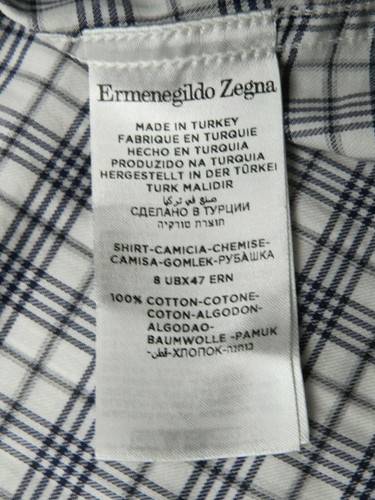 Ermenegildo Zegna
MADE IN TURKEY
FABRIQUE EN TURQUIE
HECHO EN TURQUIA
PRODUZIDO NA TURQUIA
HERGESTELLT IN DER TÜRKEI
TURK MALIDIR
صنع في تركيا
СДЕЛАНО В ТУРЦИИ
תוצרת טורקיה
SHIRT-CAMICIA-CHEMISE-
CAMISA-GOMLEK-РУБАШКА
8 UBX47 ERN
100% COTTON-COTONE-
COTON-ALGODON-
ALGODAO-
BAUMWOLLE -PAMUK
-قطن-ХЛОПОК- כותנה